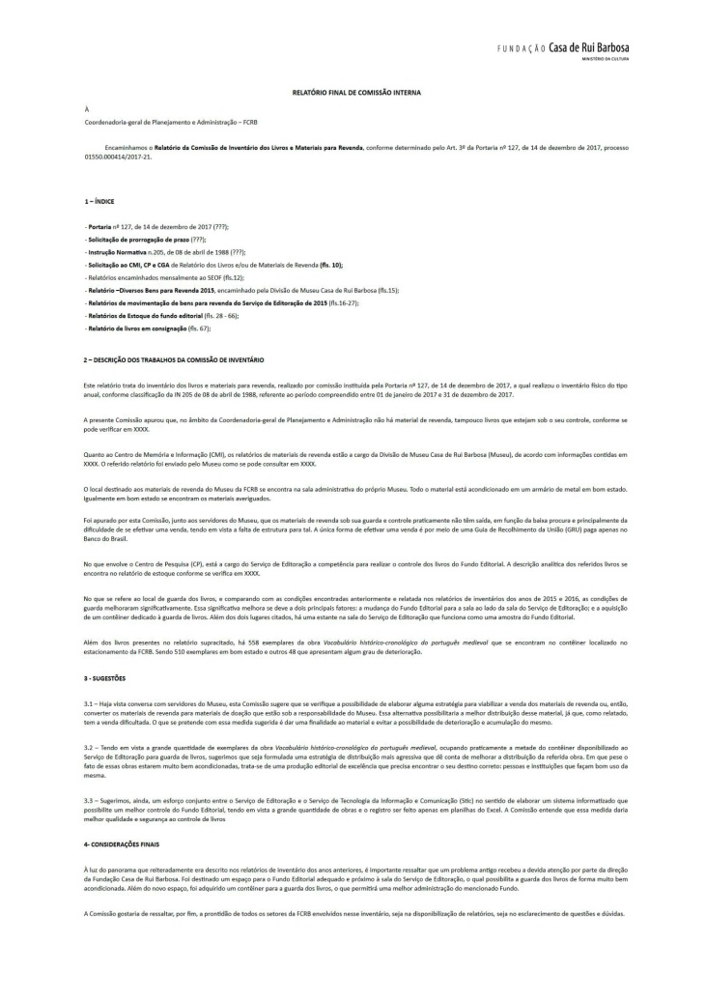 FUNDAÇÃO Casa de Rui Barbosa
MINISTÉRIO DA CULTURA
RELATÓRIO FINAL DE COMISSÃO INTERNA
À
Coordenadoria-geral de Planejamento e Administração – FCRB
Encaminhamos o Relatório da Comissão de Inventário dos Livros e Materiais para Revenda, conforme determinado pelo Art. 3º da Portaria nº 127, de 14 de dezembro de 2017, processo
01550.000414/2017-21.
1 – ÍNDICE
- Portaria nº 127, de 14 de dezembro de 2017 (???);
- Solicitação de prorrogação de prazo (???);
- Instrução Normativa n.205, de 08 de abril de 1988 (???);
- Solicitação ao CMI, CP e CGA de Relatório dos Livros e/ou de Materiais de Revenda (fls. 10);
- Relatórios encaminhados mensalmente ao SEOF (fls.12);
- Relatório –Diversos Bens para Revenda 2015, encaminhado pela Divisão de Museu Casa de Rui Barbosa (fls.15);
- Relatórios de movimentação de bens para revenda do Serviço de Editoração de 2015 (fls.16-27);
- Relatórios de Estoque do fundo editorial (fls. 28 - 66);
- Relatório de livros em consignação (fls. 67);
2 – DESCRIÇÃO DOS TRABALHOS DA COMISSÃO DE INVENTÁRIO
Este relatório trata do inventário dos livros e materiais para revenda, realizado por comissão instituída pela Portaria nº 127, de 14 de dezembro de 2017, a qual realizou o inventário físico do tipo
anual, conforme classificação da IN 205 de 08 de abril de 1988, referente ao período compreendido entre 01 de janeiro de 2017 e 31 de dezembro de 2017.
A presente Comissão apurou que, no âmbito da Coordenadoria-geral de Planejamento e Administração não há material de revenda, tampouco livros que estejam sob o seu controle, conforme se
pode verificar em XXXX.
Quanto ao Centro de Memória e Informação (CMI), os relatórios de materiais de revenda estão a cargo da Divisão de Museu Casa de Rui Barbosa (Museu), de acordo com informações contidas em
XXXX. O referido relatório foi enviado pelo Museu como se pode consultar em XXXX.
O local destinado aos materiais de revenda do Museu da FCRB se encontra na sala administrativa do próprio Museu. Todo o material está acondicionado em um armário de metal em bom estado.
Igualmente em bom estado se encontram os materiais averiguados.
Foi apurado por esta Comissão, junto aos servidores do Museu, que os materiais de revenda sob sua guarda e controle praticamente não têm saída, em função da baixa procura e principalmente da
dificuldade de se efetivar uma venda, tendo em vista a falta de estrutura para tal. A única forma de efetivar uma venda é por meio de uma Guia de Recolhimento da União (GRU) paga apenas no
Banco do Brasil.
No que envolve o Centro de Pesquisa (CP), está a cargo do Serviço de Editoração a competência para realizar o controle dos livros do Fundo Editorial. A descrição analítica dos referidos livros se
encontra no relatório de estoque conforme se verifica em XXXX.
No que se refere ao local de guarda dos livros, e comparando com as condições encontradas anteriormente e relatada nos relatórios de inventários dos anos de 2015 e 2016, as condições de
guarda melhoraram significativamente. Essa significativa melhora se deve a dois principais fatores: a mudança do Fundo Editorial para a sala ao lado da sala do Serviço de Editoração; e a aquisição
de um contêiner dedicado à guarda de livros. Além dos dois lugares citados, há uma estante na sala do Serviço de Editoração que funciona como uma amostra do Fundo Editorial.
Além dos livros presentes no relatório supracitado, há 558 exemplares da obra Vocabulário histórico-cronológico do português medieval que se encontram no contêiner localizado no
estacionamento da FCRB. Sendo 510 exemplares em bom estado e outros 48 que apresentam algum grau de deterioração.
3 - SUGESTÕES
3.1 – Haja vista conversa com servidores do Museu, esta Comissão sugere que se verifique a possibilidade de elaborar alguma estratégia para viabilizar a venda dos materiais de revenda ou, então,
converter os materiais de revenda para materiais de doação que estão sob a responsabilidade do Museu. Essa alternativa possibilitaria a melhor distribuição desse material, já que, como relatado,
tem a venda dificultada. O que se pretende com essa medida sugerida é dar uma finalidade ao material e evitar a possibilidade de deterioração e acumulação do mesmo.
3.2 – Tendo em vista a grande quantidade de exemplares da obra Vocabulário histórico-cronológico do português medieval, ocupando praticamente a metade do contêiner disponibilizado ao
Serviço de Editoração para guarda de livros, sugerimos que seja formulada uma estratégia de distribuição mais agressiva que dê conta de melhorar a distribuição da referida obra. Em que pese o
fato de essas obras estarem muito bem acondicionadas, trata-se de uma produção editorial de excelência que precisa encontrar o seu destino correto: pessoas e instituições que façam bom uso da
mesma.
3.3 – Sugerimos, ainda, um esforço conjunto entre o Serviço de Editoração e o Serviço de Tecnologia da Informação e Comunicação (Stic) no sentido de elaborar um sistema informatizado que
possibilite um melhor controle do Fundo Editorial, tendo em vista a grande quantidade de obras e o registro ser feito apenas em planilhas do Excel. A Comissão entende que essa medida daria
melhor qualidade e segurança ao controle de livros
4- CONSIDERAÇÕES FINAIS
À luz do panorama que reiteradamente era descrito nos relatórios de inventário dos anos anteriores, é importante ressaltar que um problema antigo recebeu a devida atenção por parte da direção
da Fundação Casa de Rui Barbosa. Foi destinado um espaço para o Fundo Editorial adequado e próximo à sala do Serviço de Editoração, o qual possibilita a guarda dos livros de forma muito bem
acondicionada. Além do novo espaço, foi adquirido um contêiner para a guarda dos livros, o que permitirá uma melhor administração do mencionado Fundo.
A Comissão gostaria de ressaltar, por fim, a prontidão de todos os setores da FCRB envolvidos nesse inventário, seja na disponibilização de relatórios, seja no esclarecimento de questões e dúvidas.